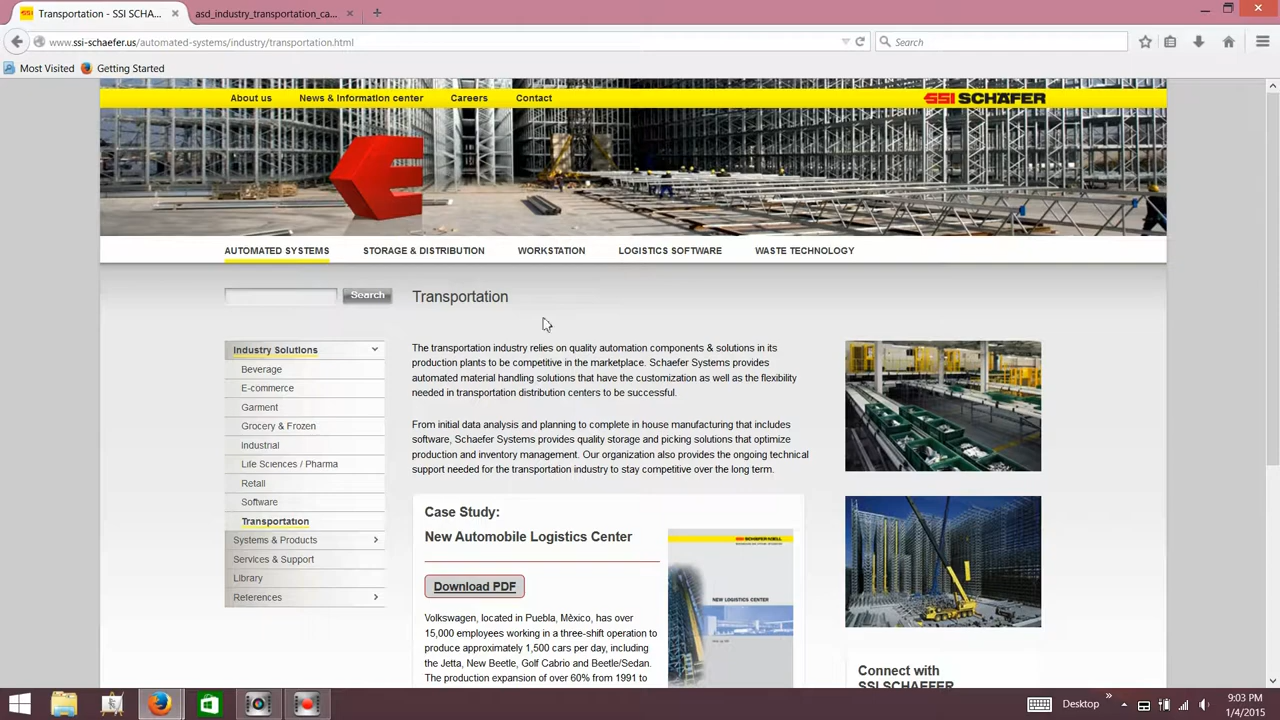 Transportation - SSI SCHA...
asd_industry_transportation_ca...
www.ssi-schaefer.us/automated-systems/industry/transportation.html
Search
Most Visited
Getting Started
About us
News & Information center
Careers
Contact
SSI SCHÄFER
AUTOMATED SYSTEMS
STORAGE & DISTRIBUTION
WORKSTATION
LOGISTICS SOFTWARE
WASTE TECHNOLOGY
Search
Transportation
Industry Solutions
Beverage
E-commerce
Garment
Grocery & Frozen
Industrial
Life Sciences / Pharma
Retail
Software
Transportation
Systems & Products
Services & Support
Library
References
The transportation industry relies on quality automation components & solutions in its
production plants to be competitive in the marketplace. Schaefer Systems provides
automated material handling solutions that have the customization as well as the flexibility
needed in transportation distribution centers to be successful.
From initial data analysis and planning to complete in house manufacturing that includes
software, Schaefer Systems provides quality storage and picking solutions that optimize
production and inventory management. Our organization also provides the ongoing technical
support needed for the transportation industry to stay competitive over the long term.
Case Study:
New Automobile Logistics Center
Download PDF
Volkswagen, located in Puebla, Mèxico, has over
15,000 employees working in a three-shift operation to
produce approximately 1,500 cars per day, including
the Jetta, New Beetle, Golf Cabrio and Beetle/Sedan.
The production expansion of over 60% from 1991 to
NEW LOGISTICS CENTER
Connect with
SSI SCHAEFER
Desktop
9:03 PM
1/4/2015